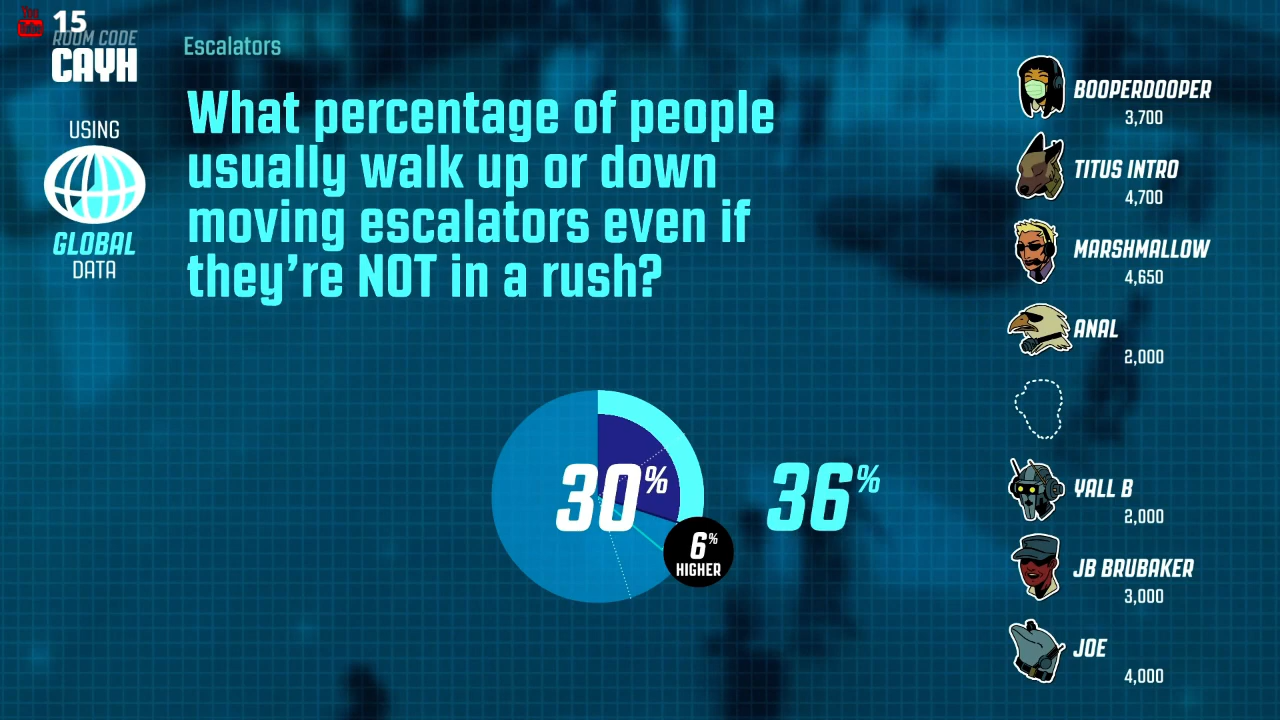 You
Tube
15
ROOM CODE
CAYH
USING
GLOBAL
DATA
Escalators
What percentage of people
usually walk up or down
moving escalators even if
they're NOT in a rush?
30%
36%
6%
HIGHER
BOOPERDOOPER
3,700
TITUS INTRO
4,700
MARSHMALLOW
4,650
ANAL
2,000
YALL B
2,000
JB BRUBAKER
3,000
JOE
4,000